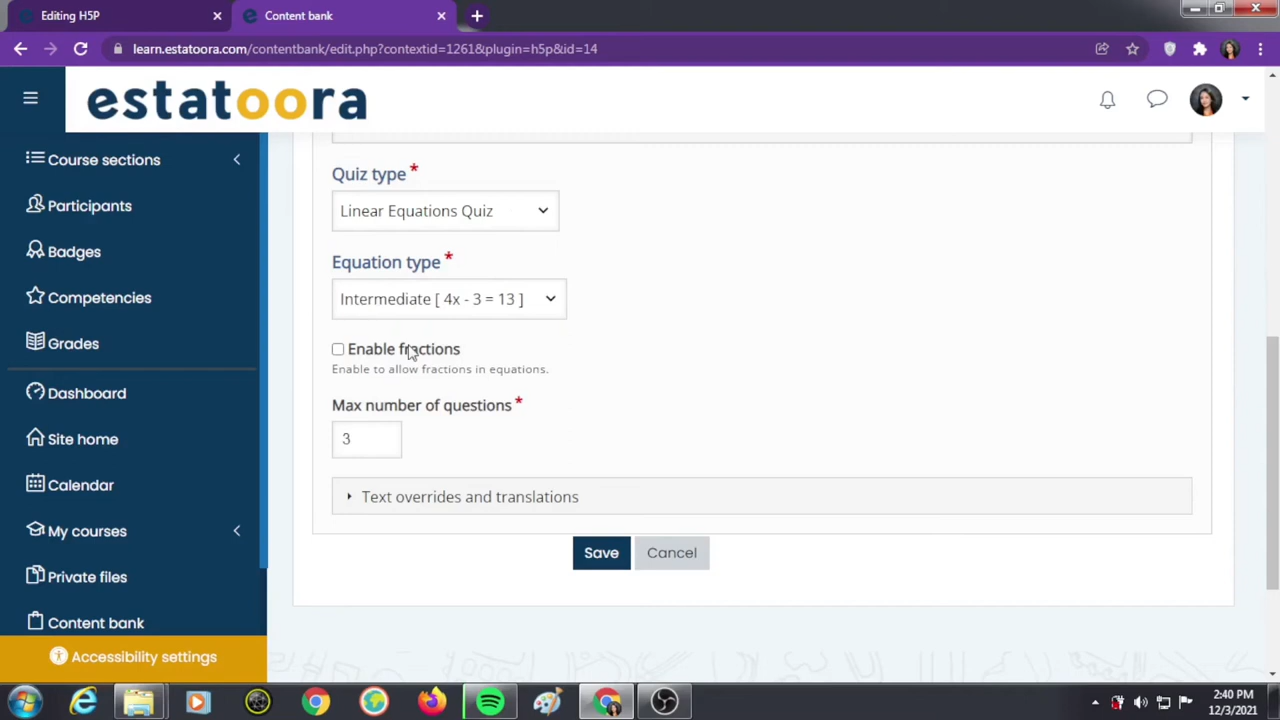 Editing H5P
Content bank
learn.estatoora.com/contentbank/edit.php?contextid=1261&plugin=h5p&id=14
estatoora
Course sections
Participants
Badges
Competencies
Grades
Dashboard
Site home
Calendar
My courses
Private files
Content bank
Accessibility settings
Quiz type *
Linear Equations Quiz
Equation type *
Intermediate [ 4x - 3 = 13 ]
Enable fractions
Enable to allow fractions in equations.
Max number of questions *
3
Text overrides and translations
Save Cancel
2:40 PM
12/3/2021